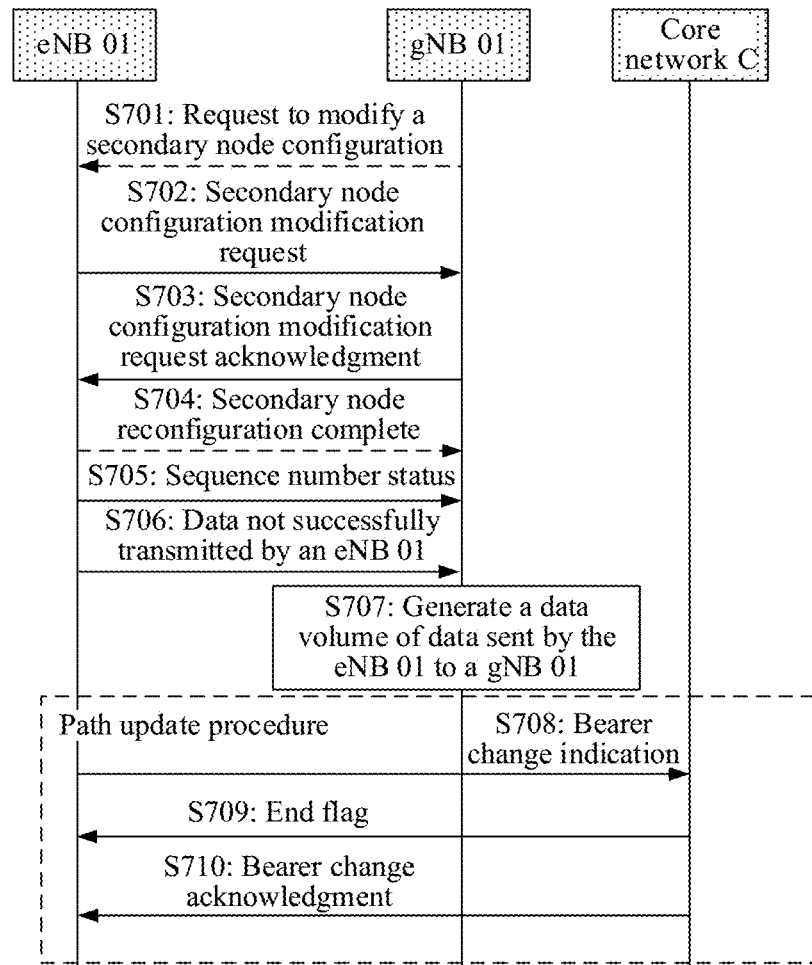 eNB 01
gNB 01
Core
network C
S701: Request to modify a
secondary node configuration
S702: Secondary node
configuration modification
request
S703: Secondary node
configuration modification
request acknowledgment
S704: Secondary node
reconfiguration complete
S705: Sequence number status
S706: Data not successfully
transmitted by an eNB 01
S707: Generate a data
volume of data sent by the
eNB 01 to a gNB 01
Path update procedure
S708: Bearer
change indication
S709: End flag
S710: Bearer change
acknowledgment